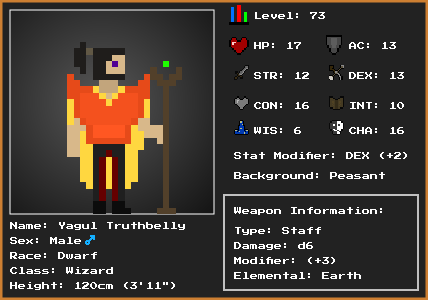 Level: 73
HP: 17
AC: 13
STR: 12
DEX: 13
CON: 16
INT: 10
WIS: 6
CHA: 16
Stat Modifier: DEX (+2)
Background: Peasant
Name: Yagul Truthbelly
Sex: Male
Race: Dwarf
Class: Wizard
Height: 120cm (3'11")
Weapon Information:
Type: Staff
Damage: d6
Modifier: (+3)
Elemental: Earth